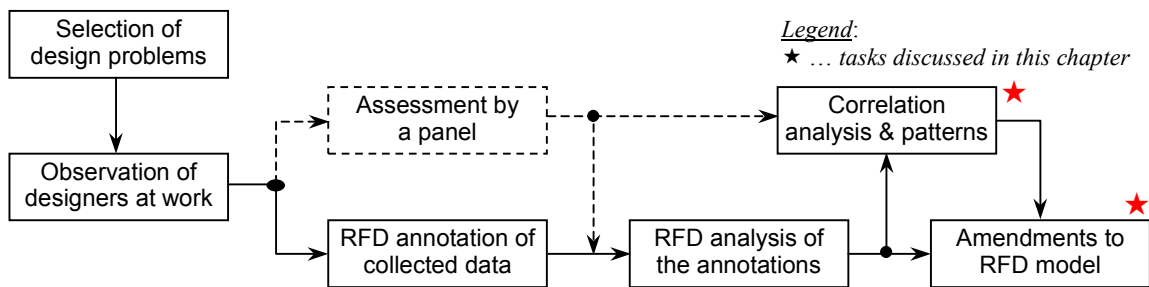 Selection of
design problems
Legend:
★ … tasks discussed in this chapter
Assessment by
a panel
Correlation
analysis & patterns
Observation of
designers at work
RFD annotation of
collected data
RFD analysis of
the annotations
Amendments to
RFD model